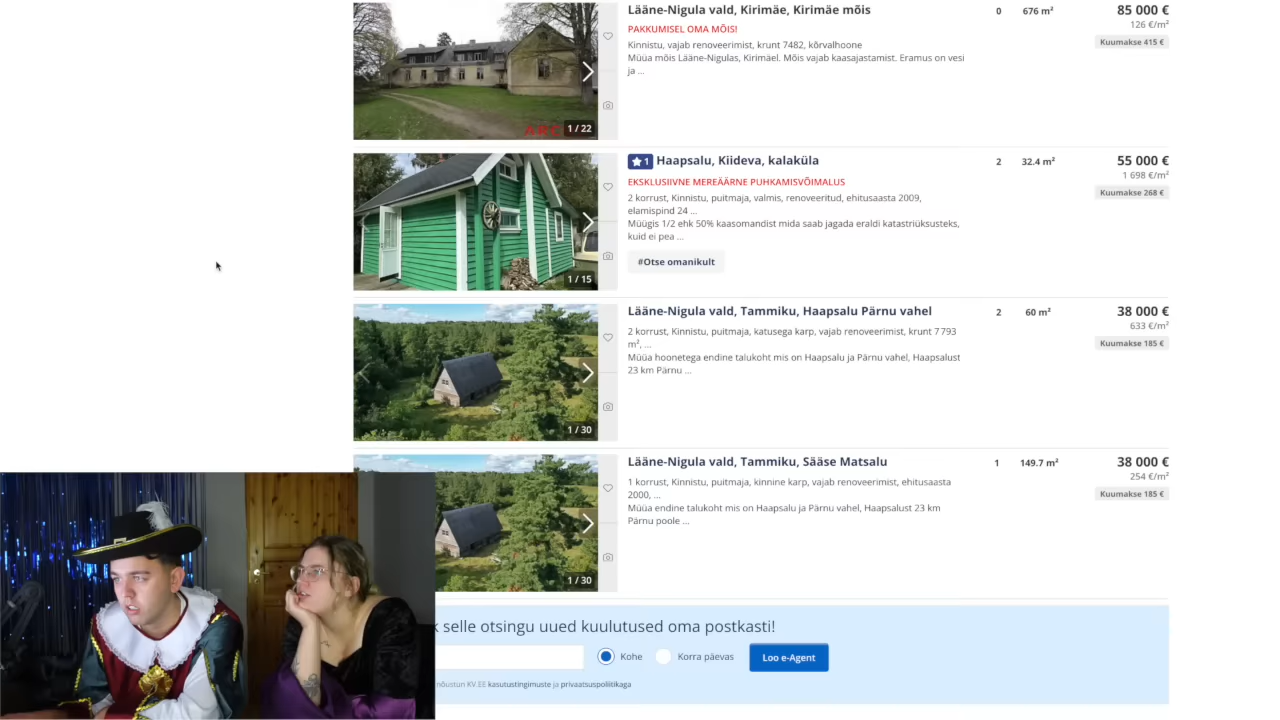 Lääne-Nigula vald, Kirimäe, Kirimäe mõis
0 676 m² 85 000 €
PAKKUMISEL OMA MÕIS!
126 €/m²
Kinnistu, vajab renoveerimist, krunt 7482, kõrvalhoone
Kuumakse 415 €
Müüa mõis Lääne-Nigulas, Kirimäel. Mõis vajab kaasajastamist. Eramus on vesi
ja ...
ARC
1 / 22
★1 Haapsalu, Kiideva, kalaküla
2 32.4 m² 55 000 €
EKSKLUSIIVNE MEREÄÄRNE PUHKAMISVÕIMALUS
1 698 €/m²
Kuumakse 268 €
2 korrust, Kinnistu, puitmaja, valmis, renoveeritud, ehitusaasta 2009,
elamispind 24 ...
Müügis 1/2 ehk 50% kaasomandist mida saab jagada eraldi katastriüksusteks,
kuid ei pea ...
#Otse omanikult
1 / 15
Lääne-Nigula vald, Tammiku, Haapsalu Pärnu vahel
2 60 m² 38 000 €
633 €/m²
Kuumakse 185 €
2 korrust, Kinnistu, puitmaja, katusega karp, vajab renoveerimist, krunt 7793
m², ...
Müüa hoonetega endine talukoht mis on Haapsalu ja Pärnu vahel, Haapsalust
23 km Pärnu ...
1 / 30
Lääne-Nigula vald, Tammiku, Sääse Matsalu
1 149.7 m² 38 000 €
254 €/m²
Kuumakse 185 €
1 korrust, Kinnistu, puitmaja, kinnine karp, vajab renoveerimist, ehitusaasta
2000, ...
Müüa endine talukoht mis on Haapsalu ja Pärnu vahel, Haapsalust 23 km
Pärnu poole ...
1 / 30
selle otsingu uued kuulutused oma postkasti!
Kohe
Korra päevas
Loo e-Agent
nõustun KV.EE kasutustingimuste ja privaatsuspoliitikaga